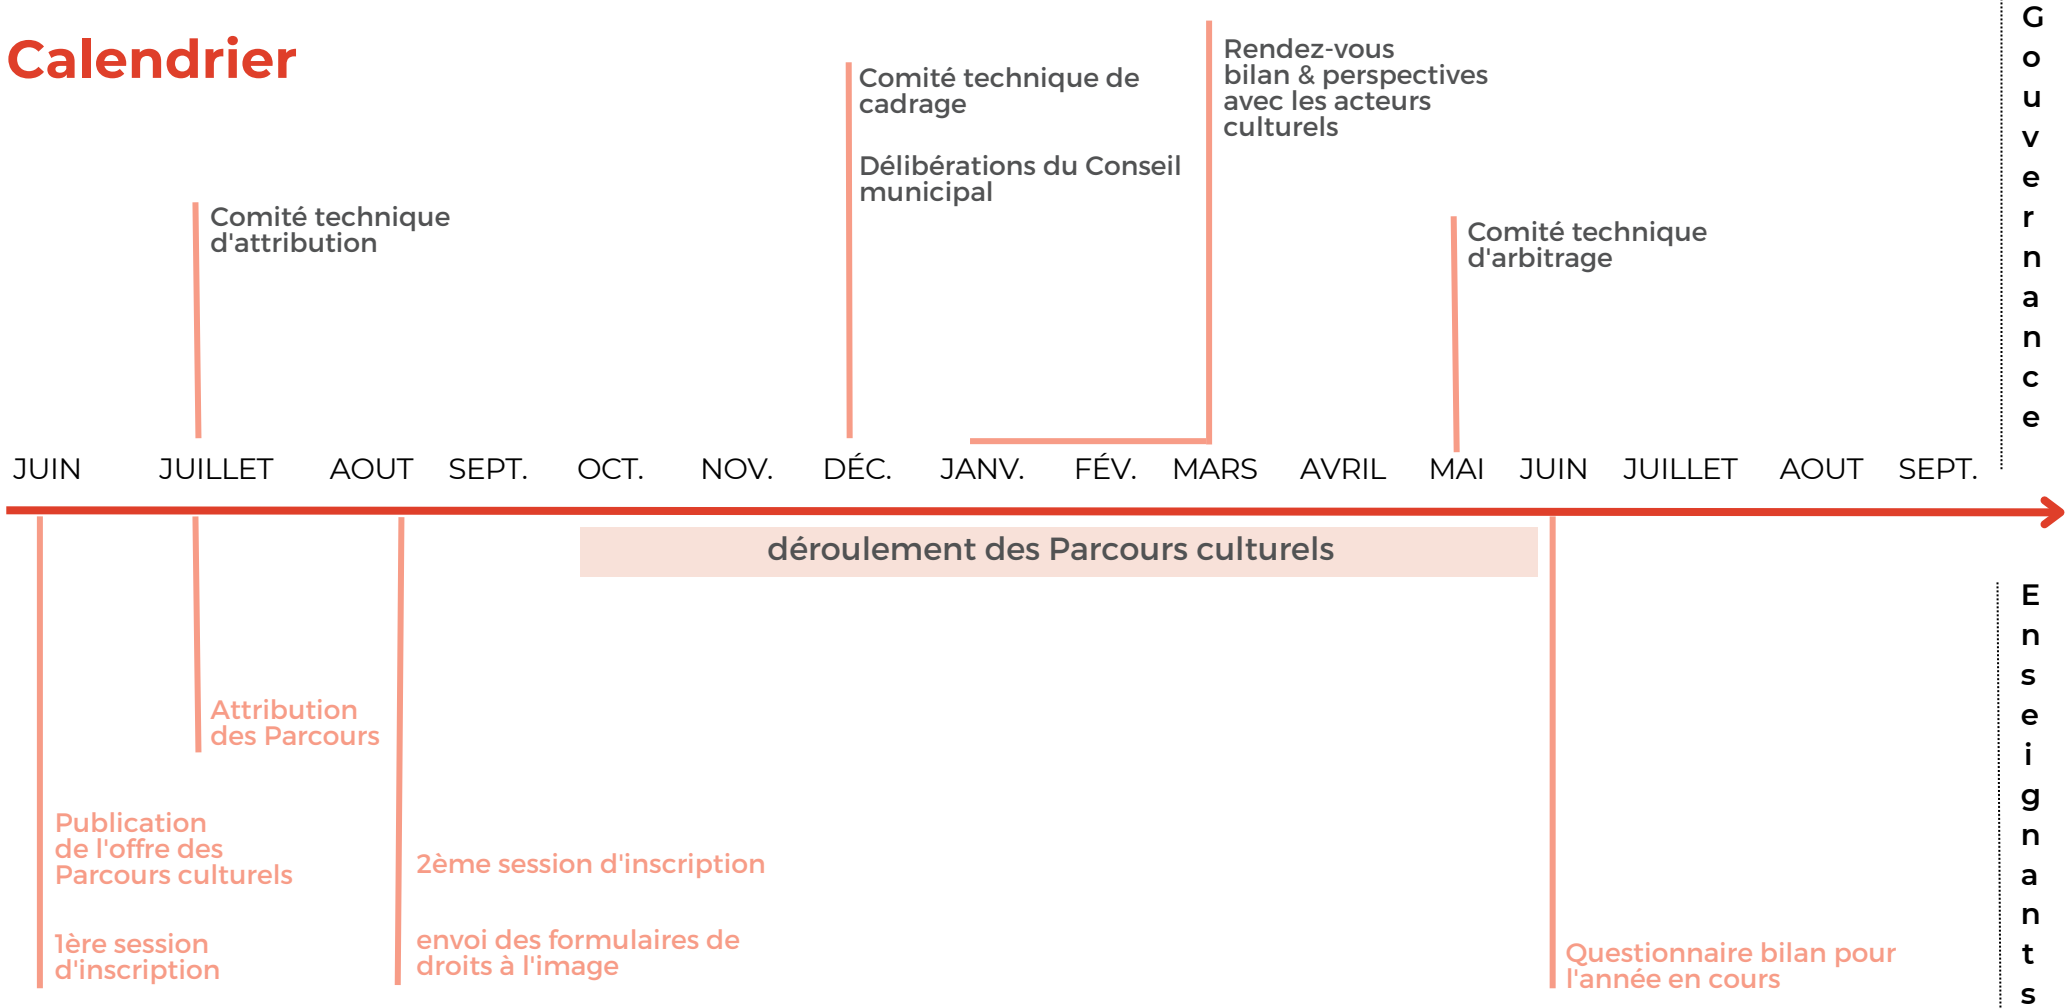 Calendrier
Rendez-vous
bilan & perspectives
avec les acteurs
culturels
Comité technique de
cadrage
Délibérations du Conseil
municipal
Comité technique
d'attribution
Comité technique
d'arbitrage
Gouvernance
JUIN JUILLET AOUT SEPT. OCT. NOV. DÉC. JANV. FÉV. MARS AVRIL MAI JUIN JUILLET AOUT SEPT.
déroulement des Parcours culturels
Attribution
des Parcours
Publication
de l'offre des
Parcours culturels
1ère session
d'inscription
2ème session d'inscription
envoi des formulaires de
droits à l'image
Questionnaire bilan pour
l'année en cours
Enseignants